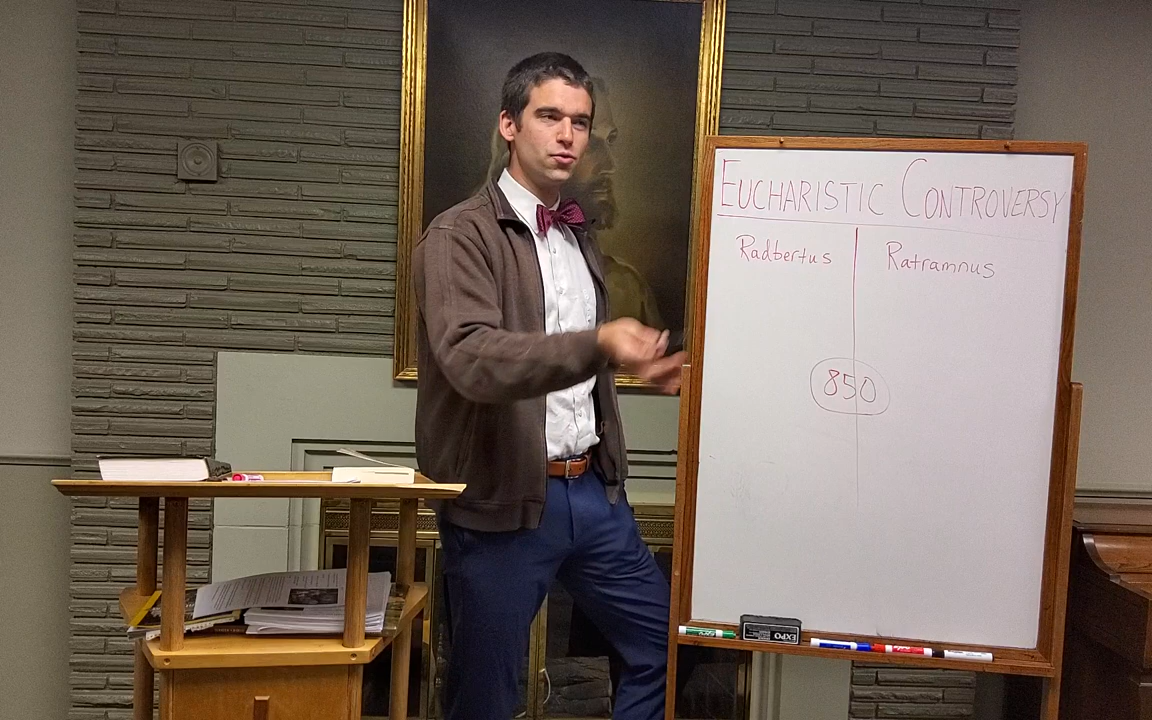 EUCHARISTIC CONTROVERSY
Radbertus
Ratramnus
850
EXPO